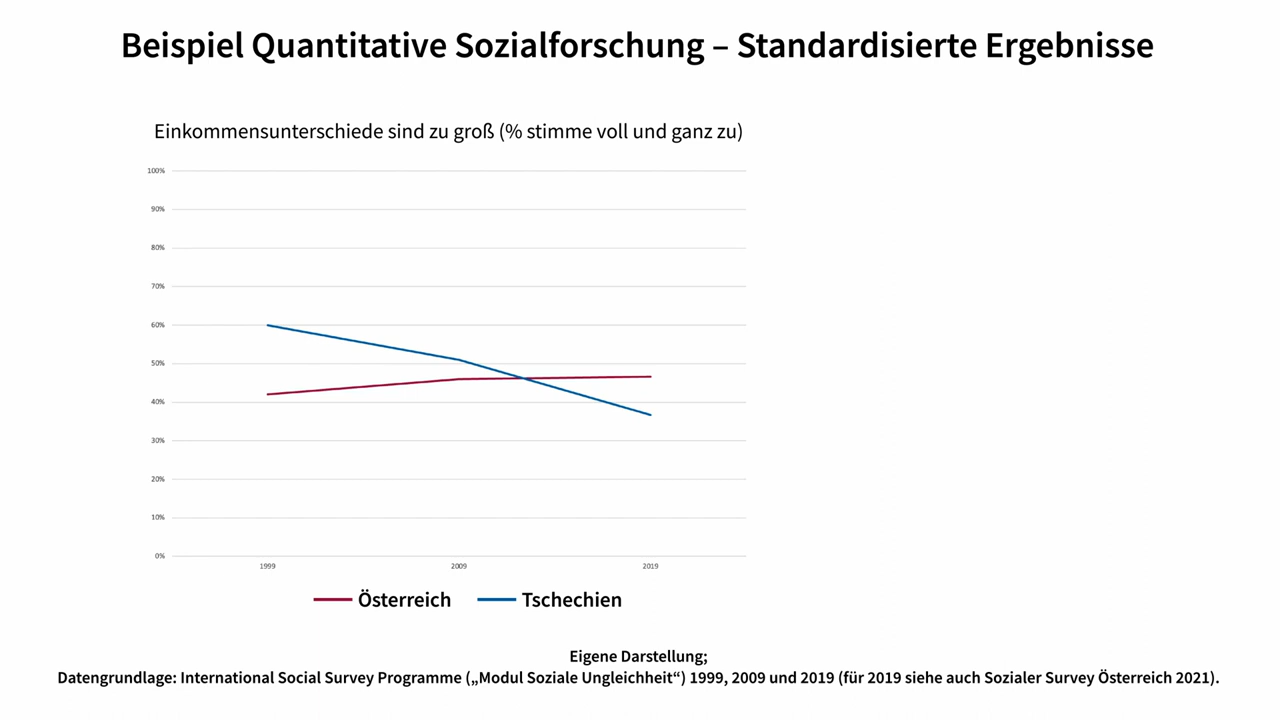 Beispiel Quantitative Sozialforschung – Standardisierte Ergebnisse
Einkommensunterschiede sind zu groß (% stimme voll und ganz zu)
100%
90%
80%
70%
60%
50%
40%
30%
20%
10%
0%
1999 2009 2019
Österreich Tschechien
Eigene Darstellung;
Datengrundlage: International Social Survey Programme („Modul Soziale Ungleichheit“) 1999, 2009 und 2019 (für 2019 siehe auch Sozialer Survey Österreich 2021).